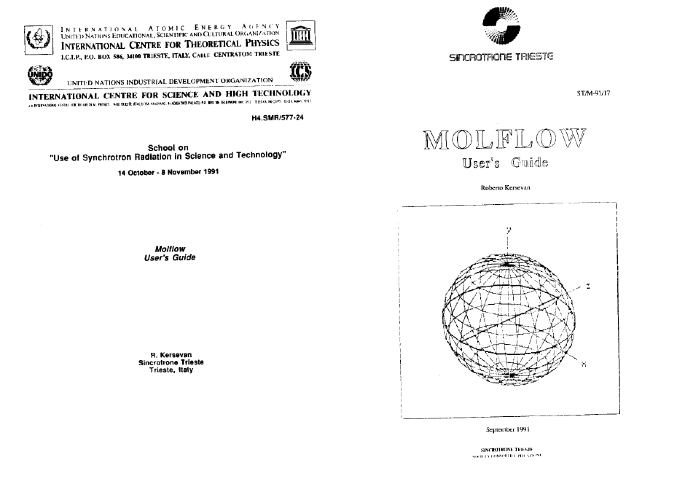 INTERNATIONAL ATOMIC ENERGY AGENCY
UNITED NATIONS EDUCATIONAL, SCIENTIFIC AND CULTURAL ORGANIZATION
INTERNATIONAL CENTRE FOR THEORETICAL PHYSICS
I.C.T.P., P.O. BOX 586, 34100 TRIESTE, ITALY, CABLE CENTRATOM TRIESTE
UNIDO
ICS
UNITED NATIONS INDUSTRIAL DEVELOPMENT ORGANIZATION
INTERNATIONAL CENTRE FOR SCIENCE AND HIGH TECHNOLOGY
H4.SMR/577-24
School on
"Use of Synchrotron Radiation in Science and Technology"
14 October - 8 November 1991
Molflow
User's Guide
R. Kersevan
Sincrotrone Trieste
Trieste, Italy
SINCROTRONE TRIESTE
ST/M-91/17
MOLFLOW
User's Guide
Roberto Kersevan
y
z
x
September 1991
SINCROTRONE TRIESTE